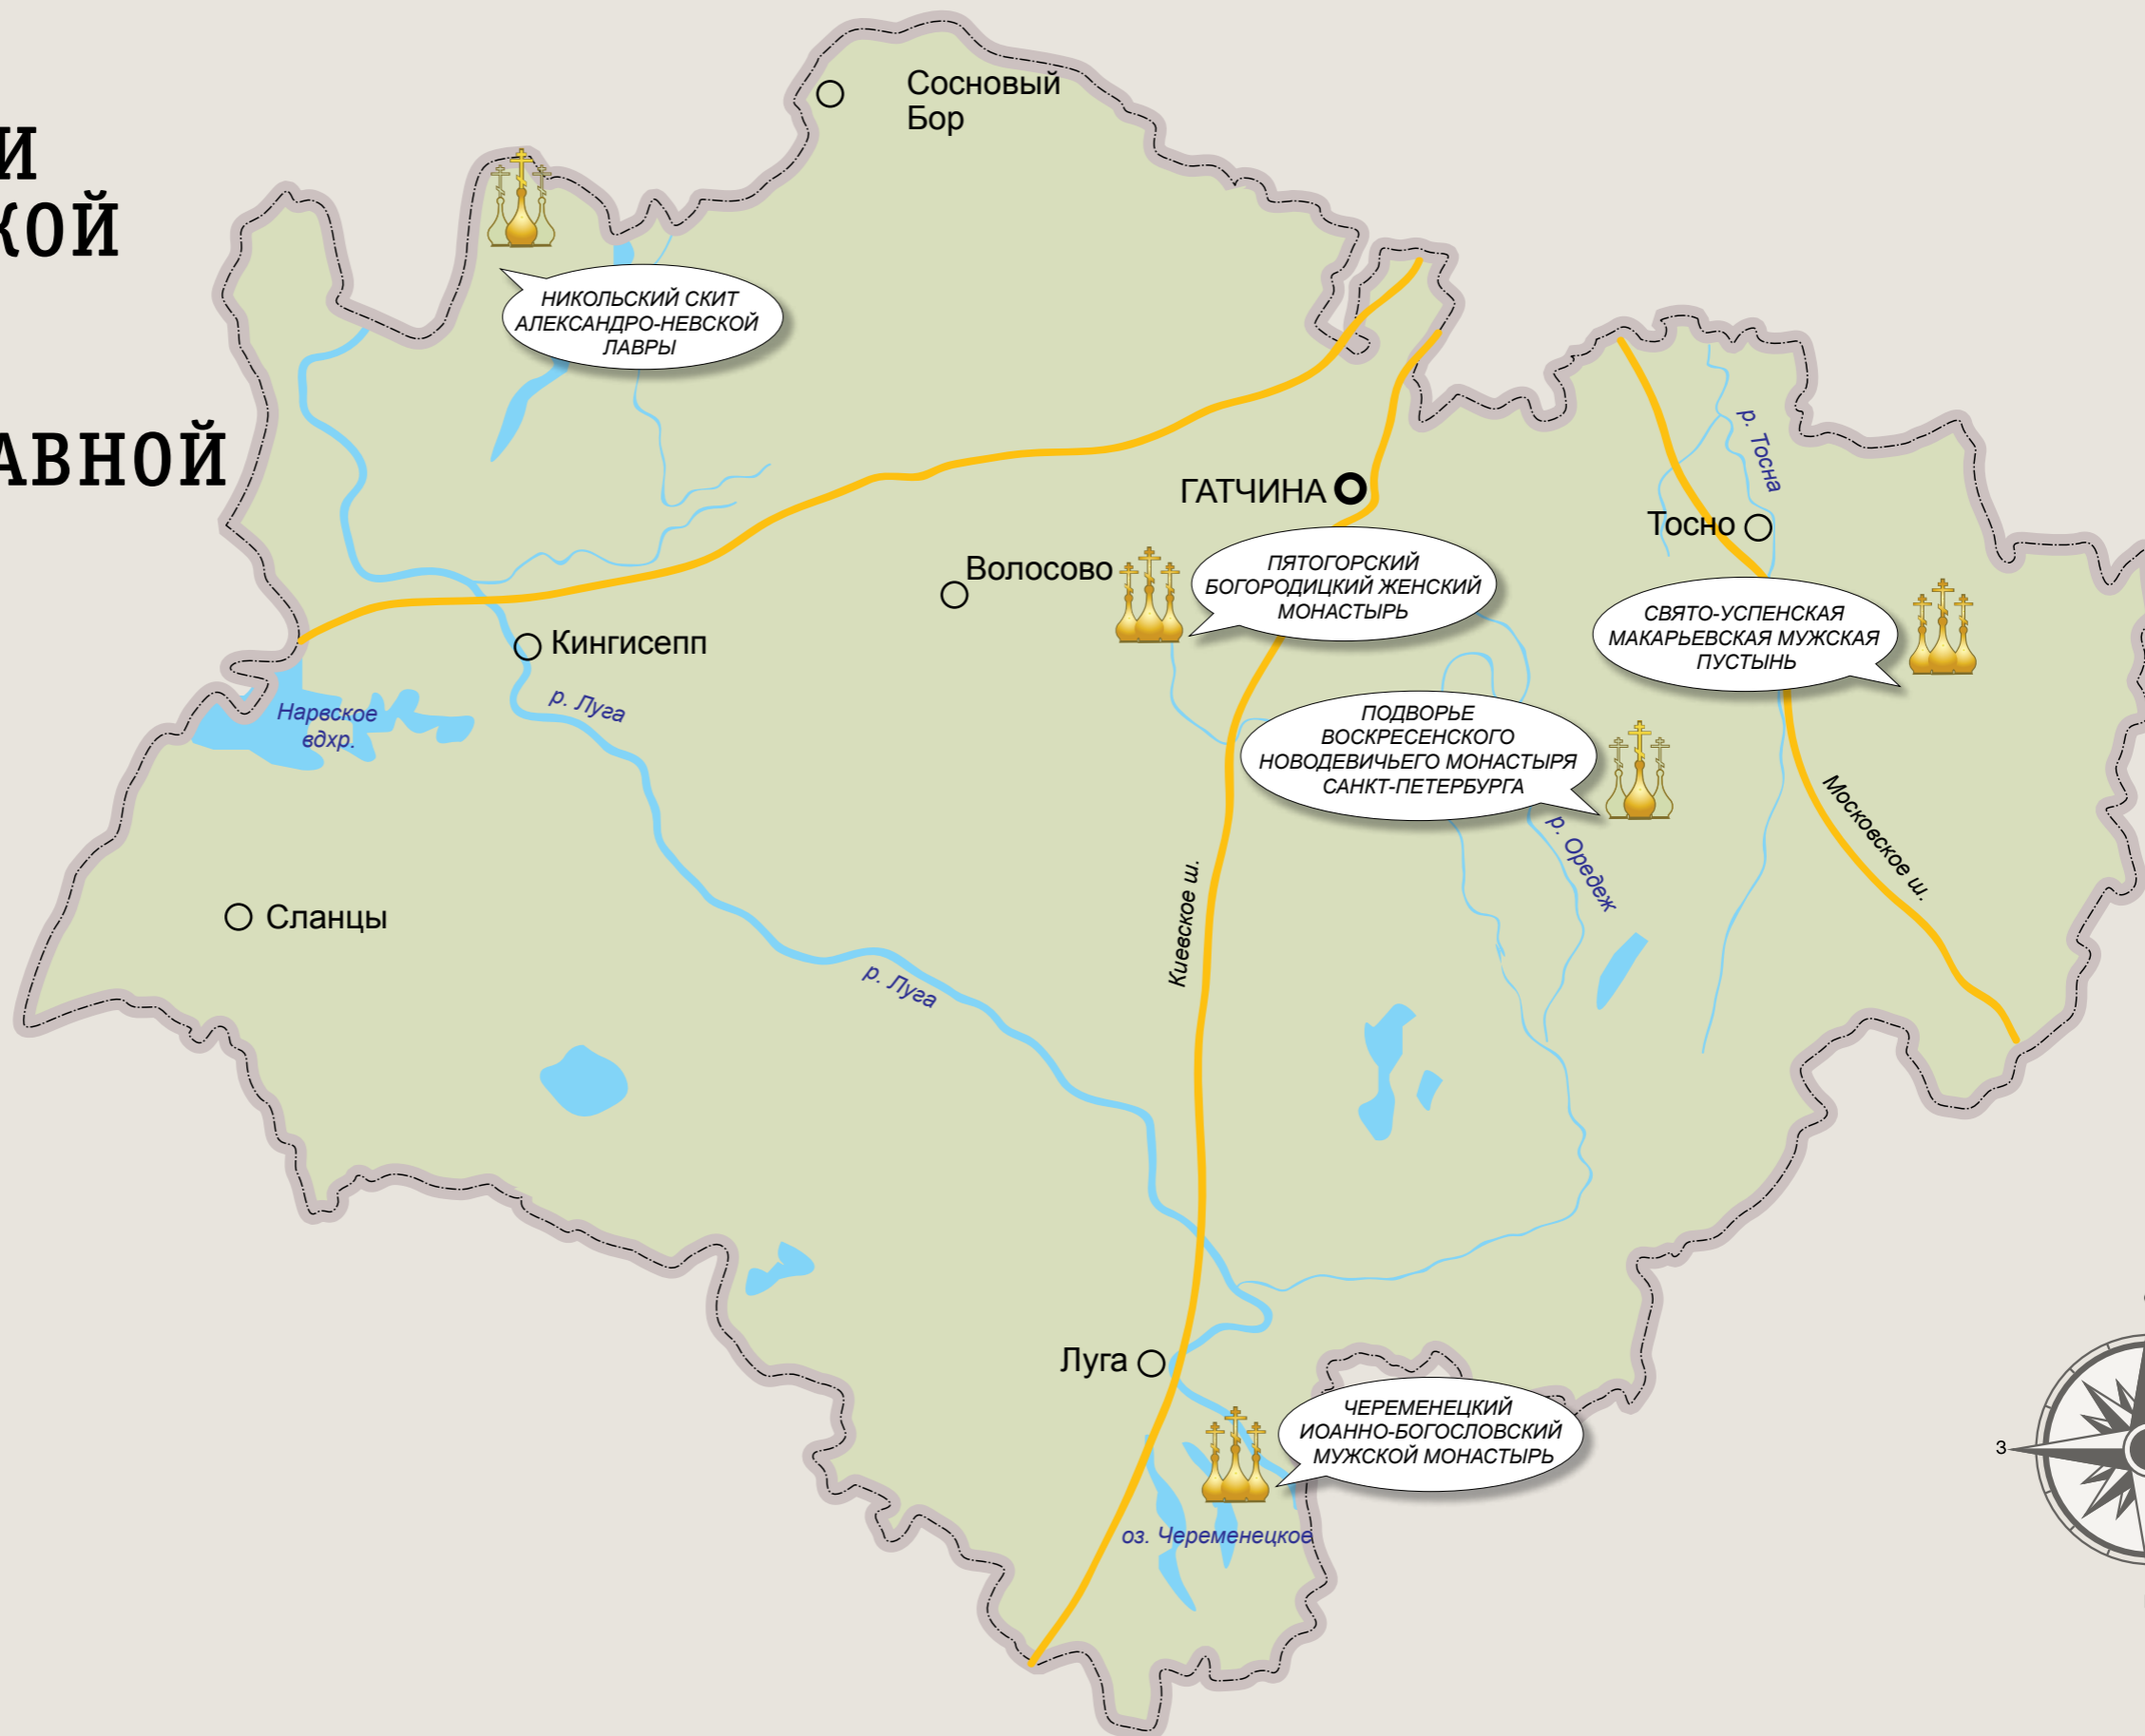 И
КОЙ
АВНОЙ
Сосновый
Бор
НИКОЛЬСКИЙ СКИТ
АЛЕКСАНДРО-НЕВСКОЙ
ЛАВРЫ
р. Тосна
ГАТЧИНА
Тосно
Волосово
ПЯТОГОРСКИЙ
БОГОРОДИЦКИЙ ЖЕНСКИЙ
МОНАСТЫРЬ
СВЯТО-УСПЕНСКАЯ
МАКАРЬЕВСКАЯ МУЖСКАЯ
ПУСТЫНЬ
Кингисепп
р. Луга
Нарвское
вдхр.
ПОДВОРЬЕ
ВОСКРЕСЕНСКОГО
НОВОДЕВИЧЬЕГО МОНАСТЫРЯ
САНКТ-ПЕТЕРБУРГА
Московское ш.
р. Оредеж
Киевское ш.
Сланцы
р. Луга
Луга
ЧЕРЕМЕНЕЦКИЙ
ИОАННО-БОГОСЛОВСКИЙ
МУЖСКОЙ МОНАСТЫРЬ
З
оз. Череменецкое